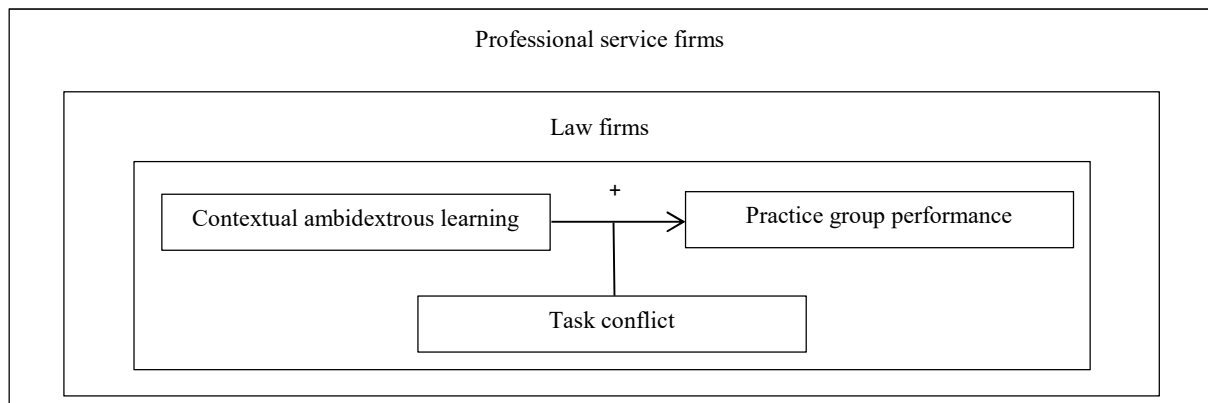 Professional service firms
Law firms
+
Contextual ambidextrous learning
Practice group performance
Task conflict